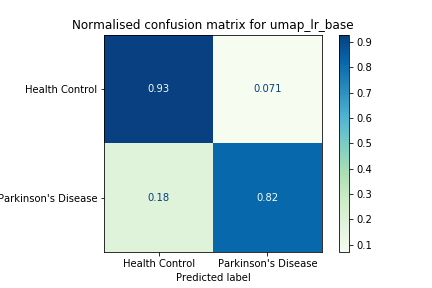 Normalised confusion matrix for umap_lr_base
Health Control
0.93
0.071
Parkinson's Disease
0.18
0.82
Health Control
Parkinson's Disease
Predicted label
0.9
0.8
0.7
0.6
0.5
0.4
0.3
0.2
0.1